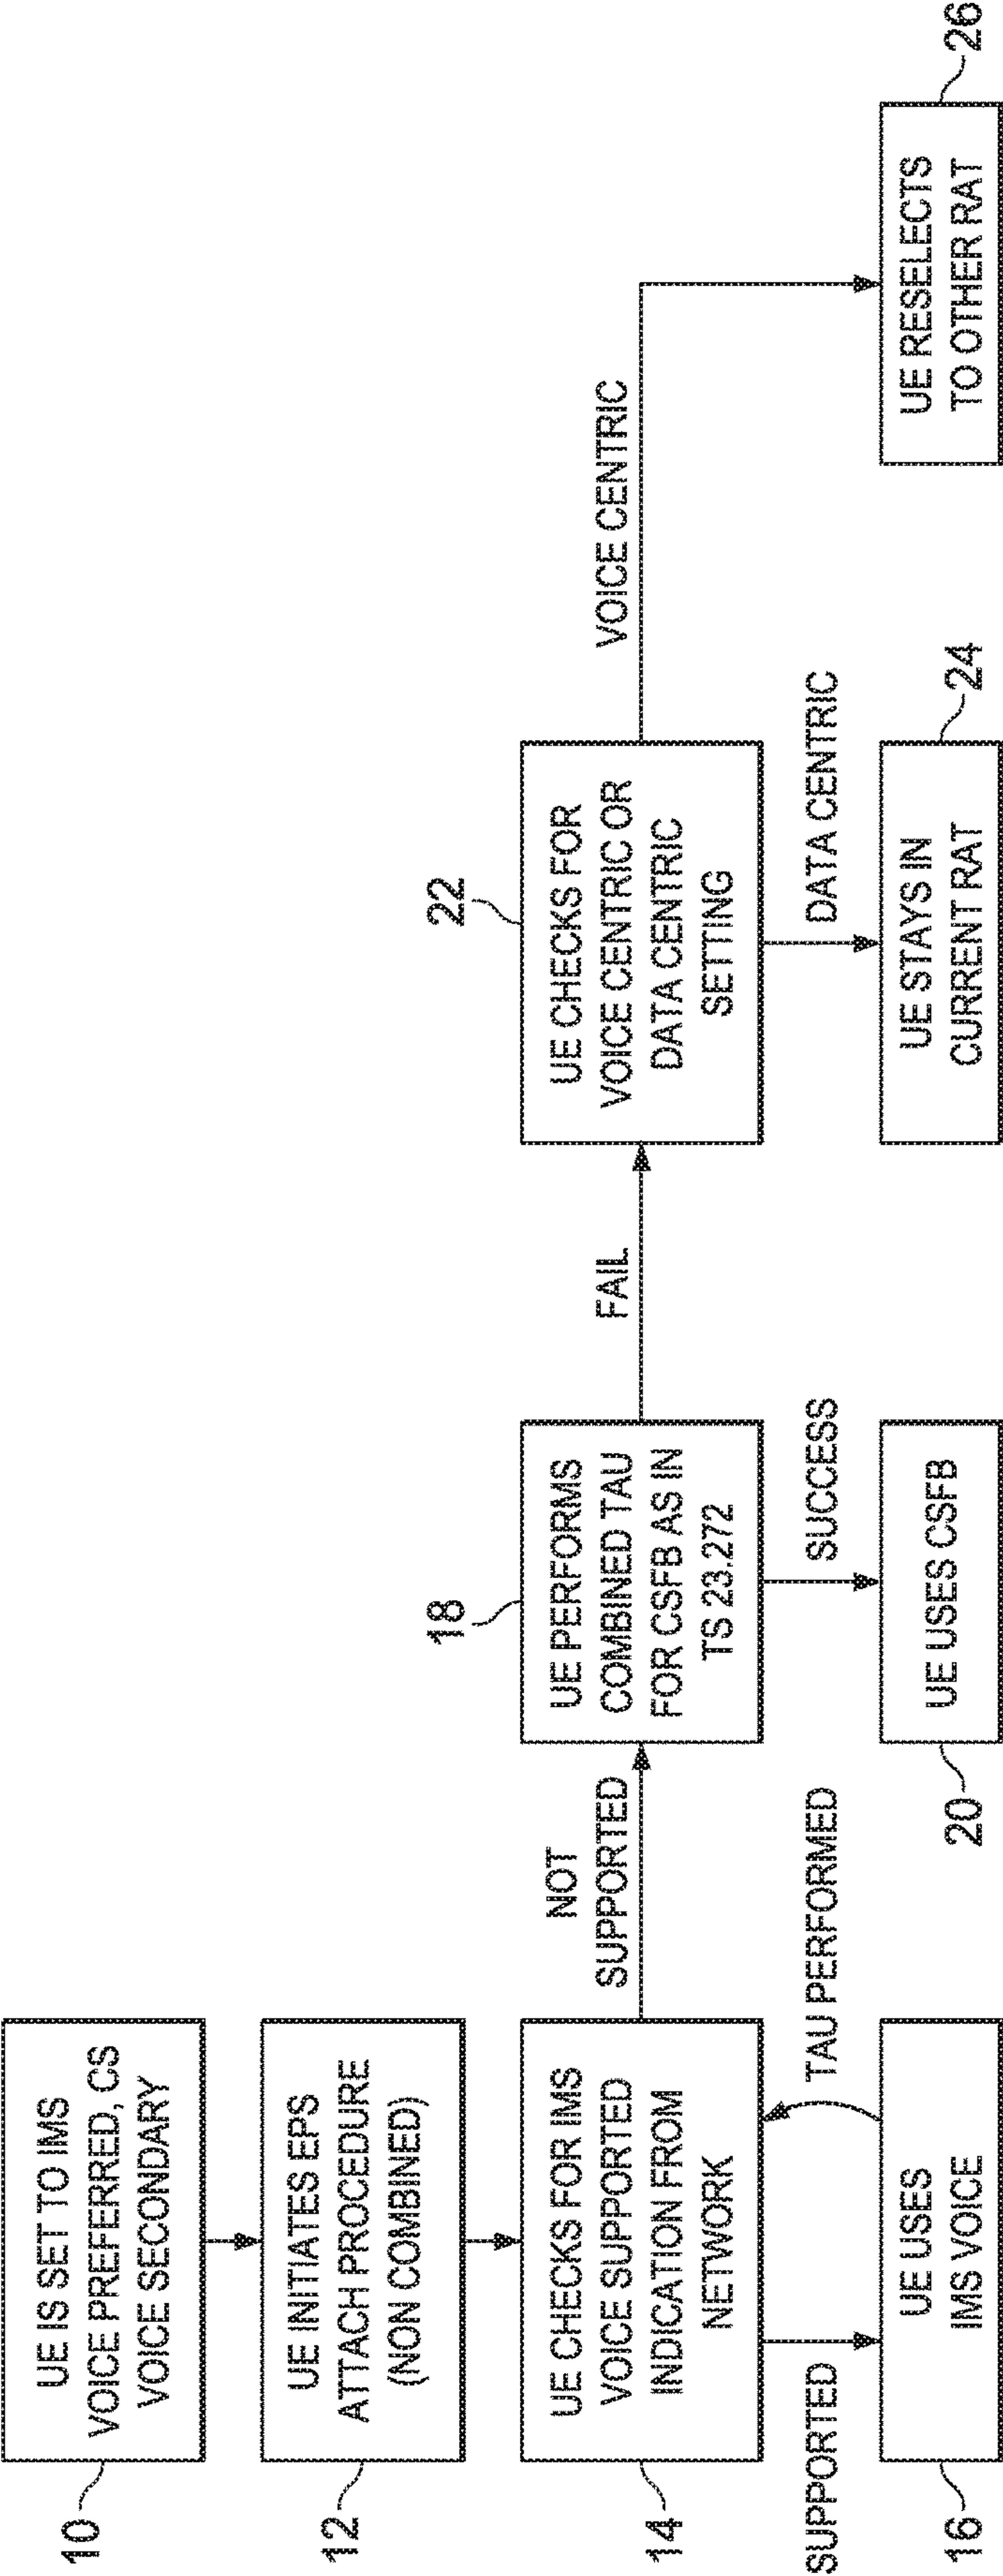 10
UE IS SET TO IMS
VOICE PREFERRED, CS
VOICE SECONDARY
12
UE INITIATES EPS
ATTACH PROCEDURE
(NON COMBINED)
14
UE CHECKS FOR IMS
VOICE SUPPORTED
INDICATION FROM
NETWORK
NOT
SUPPORTED
18
UE PERFORMS
COMBINED TAU
FOR CSFB AS IN
TS 23.272
FAIL
22
UE CHECKS FOR
VOICE CENTRIC OR
DATA CENTRIC
SETTING
VOICE CENTRIC
SUPPORTED
TAU PERFORMED
SUCCESS
DATA CENTRIC
16
UE USES
IMS VOICE
20
UE USES CSFB
24
UE STAYS IN
CURRENT RAT
26
UE RESELECTS
TO OTHER RAT